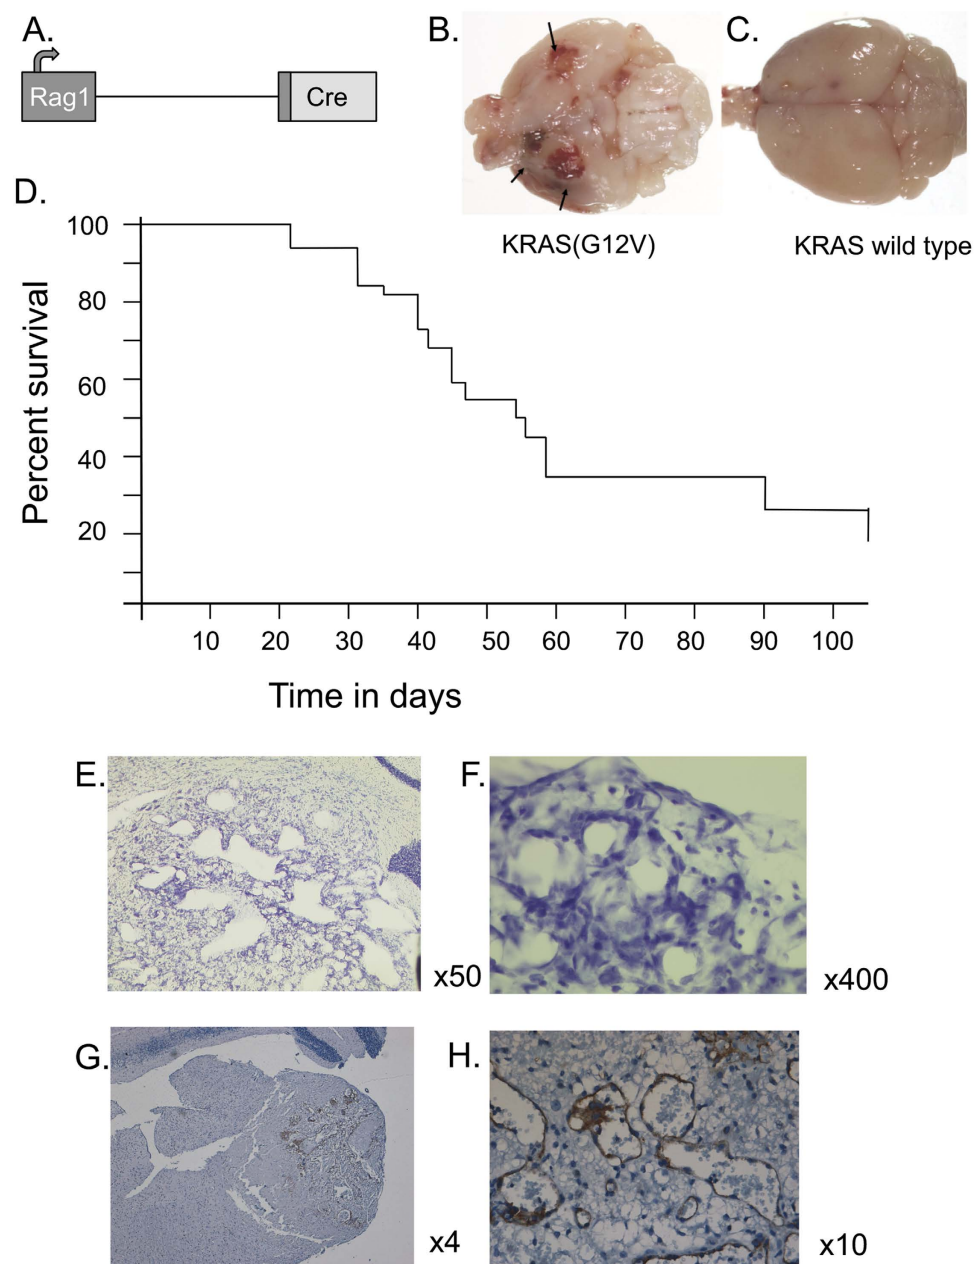 A.
Rag1
Cre
B.
KRAS(G12V)
C.
KRAS wild type
D.
Percent survival
100
80
60
40
20
10 20 30 40 50 60 70 80 90 100
Time in days
E.
x50
F.
x400
G.
x4
H.
x10